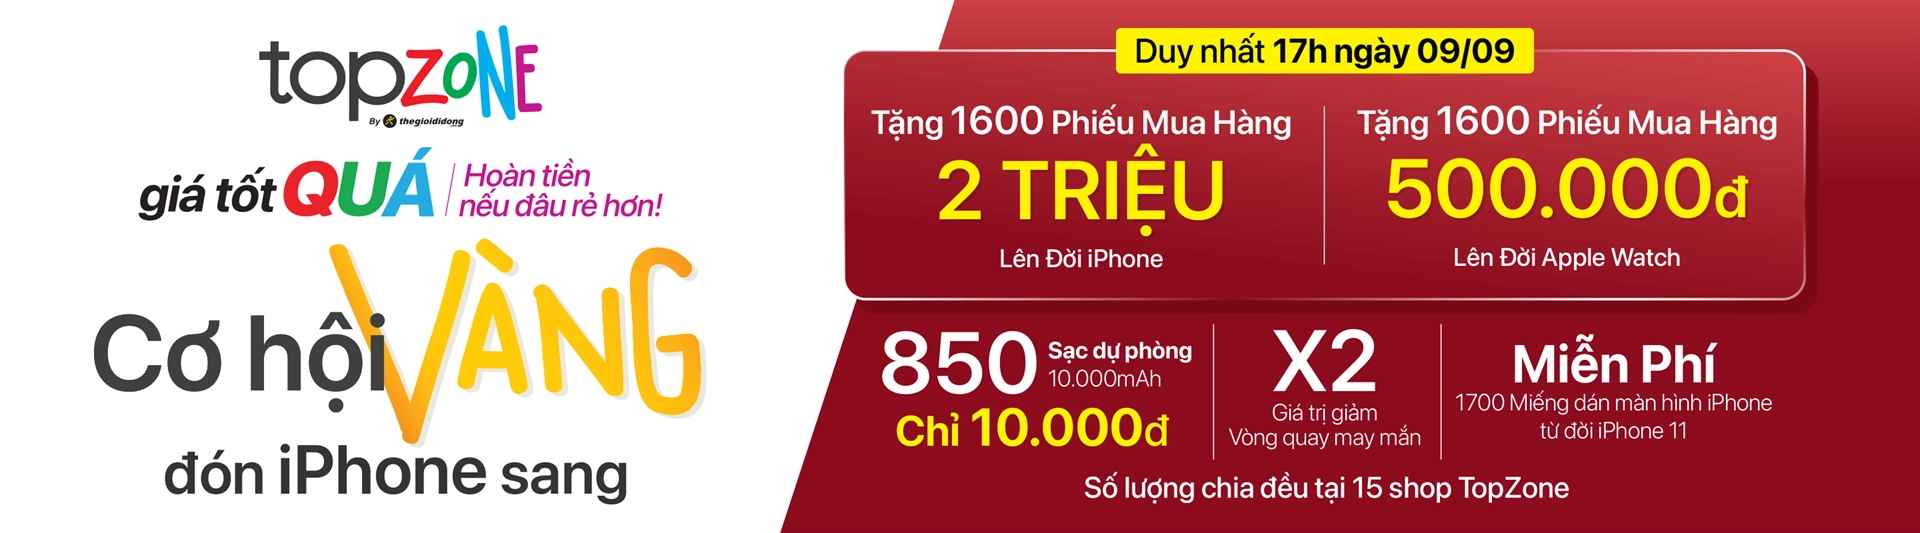 topzone
By thegioididong
giá tốt QUÁ
Hoàn tiền
nếu đâu rẻ hơn!
Cơ hội VÀNG
đón iPhone sang
Duy nhất 17h ngày 09/09
Tặng 1600 Phiếu Mua Hàng
2 TRIỆU
Lên Đời iPhone
Tặng 1600 Phiếu Mua Hàng
500.000đ
Lên Đời Apple Watch
850 Sạc dự phòng
10.000mAh
Chỉ 10.000đ
X2
Giá trị giảm
Vòng quay may mắn
Miễn Phí
1700 Miếng dán màn hình iPhone
từ đời iPhone 11
Số lượng chia đều tại 15 shop TopZone